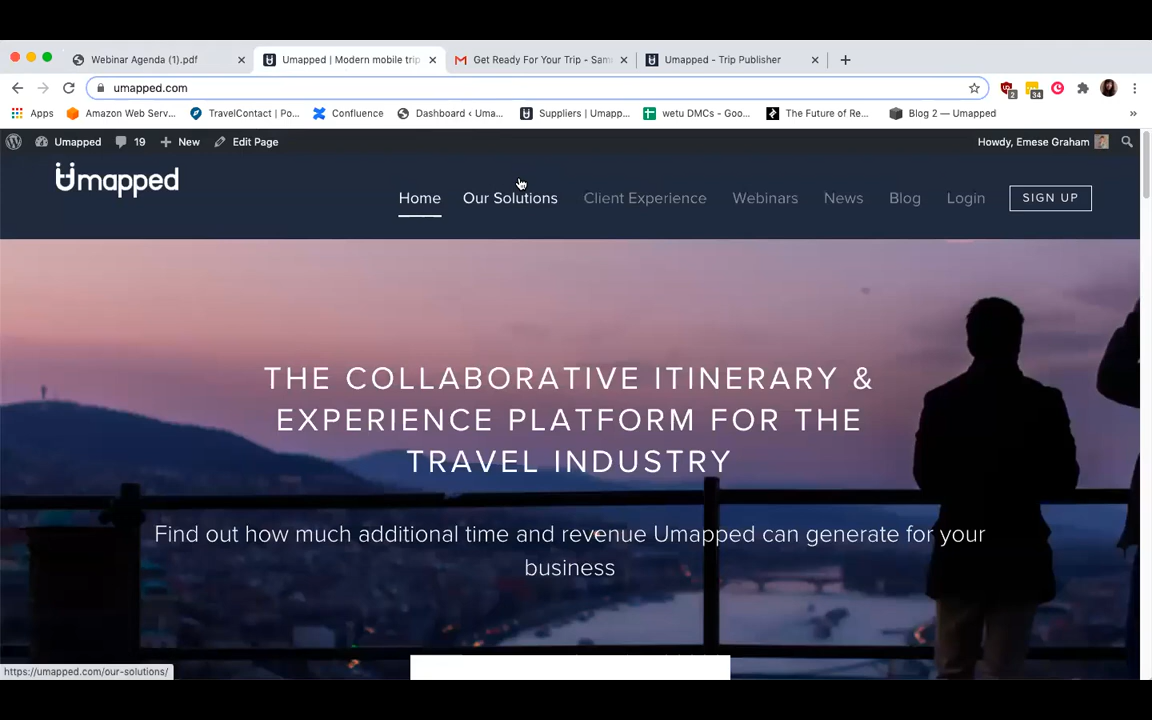 Webinar Agenda (1).pdf
Umapped | Modern mobile trip
Get Ready For Your Trip - Sam
Umapped - Trip Publisher
umapped.com
2
34
Apps
Amazon Web Serv...
TravelContact | Po...
Confluence
Dashboard ‹ Uma...
Suppliers | Umapp...
wetu DMCs - Goo...
The Future of Re...
Blog 2 — Umapped
»
Umapped
19
New
Edit Page
Howdy, Emese Graham
Umapped
Home
Our Solutions
Client Experience
Webinars
News
Blog
Login
SIGN UP
THE COLLABORATIVE ITINERARY &
EXPERIENCE PLATFORM FOR THE
TRAVEL INDUSTRY
Find out how much additional time and revenue Umapped can generate for your
business
https://umapped.com/our-solutions/